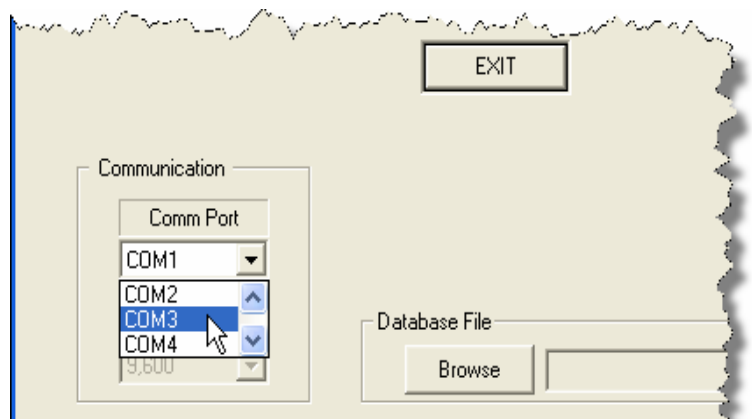 EXIT
Communication
Comm Port
COM1
COM2
COM3
COM4
9,600
Database File
Browse